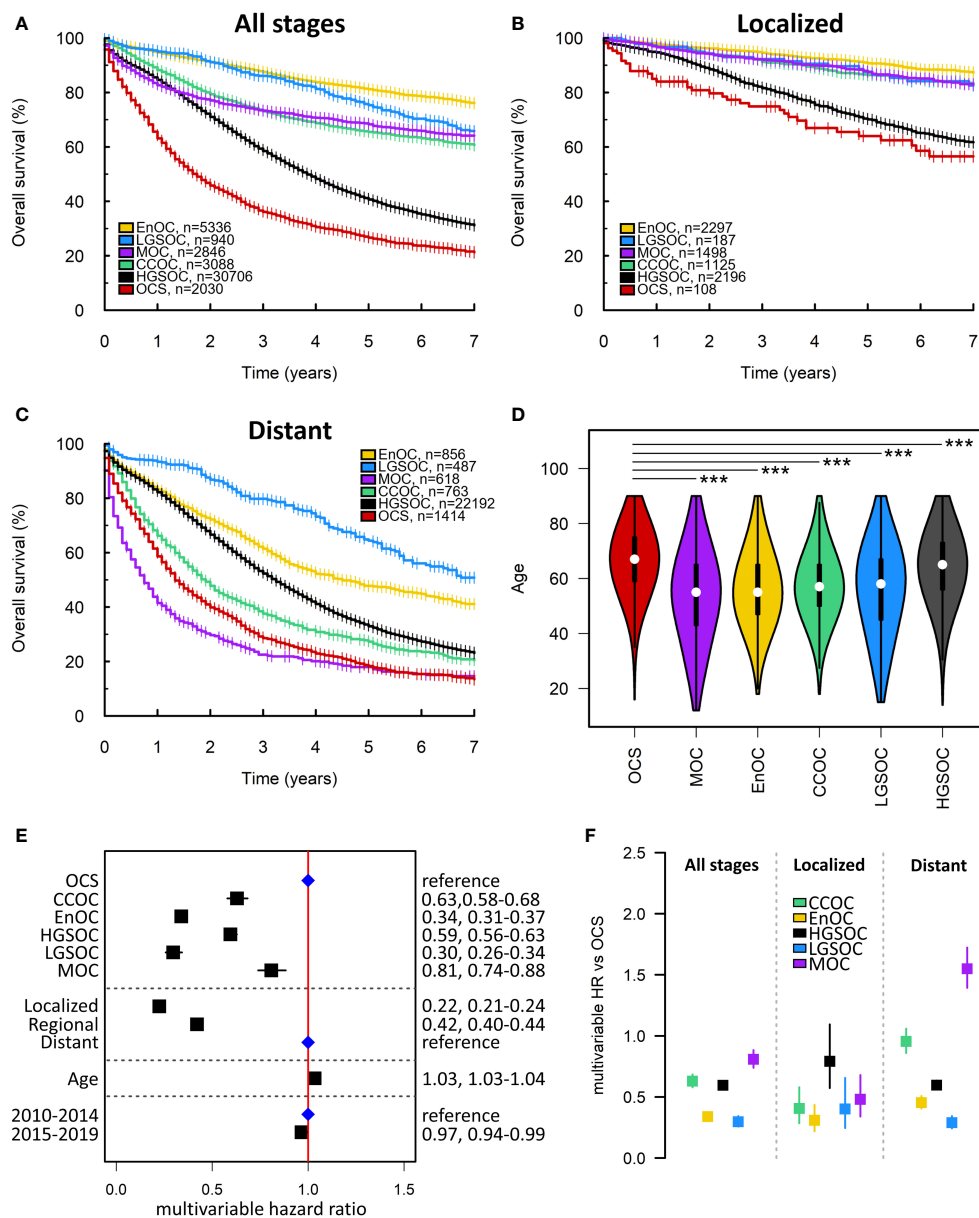 A
All stages
Overall survival (%)
100
80
60
40
20
0
EnOC, n=5336
LGSOC, n=940
MOC, n=2846
CCOC, n=3088
HGSOC, n=30706
OCS, n=2030
0 1 2 3 4 5 6 7
Time (years)
B
Localized
Overall survival (%)
100
80
60
40
20
0
EnOC, n=2297
LGSOC, n=187
MOC, n=1498
CCOC, n=1125
HGSOC, n=2196
OCS, n=108
0 1 2 3 4 5 6 7
Time (years)
C
Distant
Overall survival (%)
100
80
60
40
20
0
EnOC, n=856
LGSOC, n=487
MOC, n=618
CCOC, n=763
HGSOC, n=22192
OCS, n=1414
0 1 2 3 4 5 6 7
Time (years)
D
Age
80
60
40
20
***
***
***
***
***
OCS
MOC
EnOC
CCOC
LGSOC
HGSOC
E
OCS reference
CCOC 0.63,0.58-0.68
EnOC 0.34, 0.31-0.37
HGSOC 0.59, 0.56-0.63
LGSOC 0.30, 0.26-0.34
MOC 0.81, 0.74-0.88
Localized 0.22, 0.21-0.24
Regional 0.42, 0.40-0.44
Distant reference
Age 1.03, 1.03-1.04
2010-2014 reference
2015-2019 0.97, 0.94-0.99
0.0 0.5 1.0 1.5
multivariable hazard ratio
F
multivariable HR vs OCS
2.5
2.0
1.5
1.0
0.5
0.0
All stages Localized Distant
CCOC
EnOC
HGSOC
LGSOC
MOC